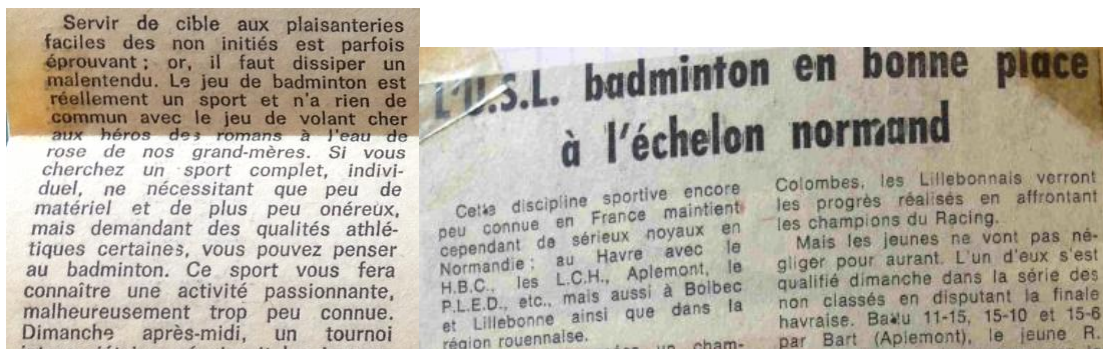 Servir de cible aux plaisanteries
faciles des non initiés est parfois
éprouvant ; or, il faut dissiper un
malentendu. Le jeu de badminton est
réellement un sport et n'a rien de
commun avec le jeu de volant cher
aux héros des romans à l'eau de
rose de nos grand-mères. Si vous
cherchez un sport complet, indivi-
duel, ne nécessitant que peu de
matériel et de plus peu onéreux,
mais demandant des qualités athlé-
tiques certaines, vous pouvez penser
au badminton. Ce sport vous fera
connaître une activité passionnante,
malheureusement trop peu connue.
Dimanche après-midi, un tournoi
L'U.S.L. badminton en bonne place
à l'échelon normand
Cette discipline sportive encore
peu connue en France maintient
cependant de sérieux noyaux en
Normandie : au Havre avec le
H.B.C., les L.C.H., Aplemont, le
P.L.E.D., etc., mais aussi à Bolbec
et Lillebonne ainsi que dans la
région rouennaise.
un cham-
Colombes, les Lillebonnais verront
les progrès réalisés en affrontant
les champions du Racing.
Mais les jeunes ne vont pas né-
gliger pour aurant. L'un d'eux s'est
qualifié dimanche dans la série des
non classés en disputant la finale
havraise. Battu 11-15, 15-10 et 15-6
par Bart (Aplemont), le jeune R.